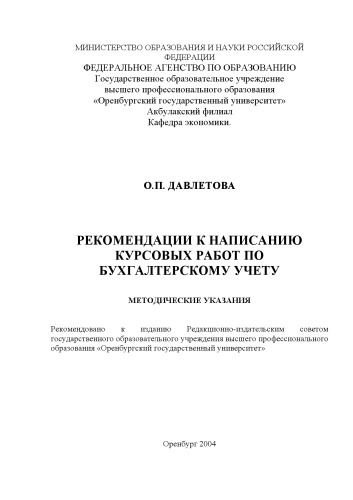 МИНИСТЕРСТВО ОБРАЗОВАНИЯ И НАУКИ РОССИЙСКОЙ
ФЕДЕРАЦИИ
ФЕДЕРАЛЬНОЕ АГЕНСТВО ПО ОБРАЗОВАНИЮ
Государственное образовательное учреждение
высшего профессионального образования
«Оренбургский государственный университет»
Акбулакский филиал
Кафедра экономики.
О.П. ДАВЛЕТОВА
РЕКОМЕНДАЦИИ К НАПИСАНИЮ
КУРСОВЫХ РАБОТ ПО
БУХГАЛТЕРСКОМУ УЧЕТУ
МЕТОДИЧЕСКИЕ УКАЗАНИЯ
Рекомендовано к изданию Редакционно-издательским советом
государственного образовательного учреждения высшего профессионального
образования «Оренбургский государственный университет»
Оренбург 2004